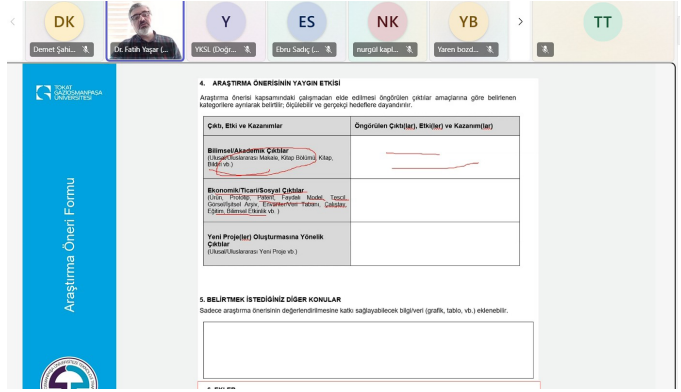 DK
Y
ES
NK
YB
TT
Demet Şahi...
Dr. Fatih Yaşar (...
YKSL (Doğr...
Ebru Sadıç (...
nurgül kapl...
Yaren bozd...
TOKAT
GAZİOSMANPAŞA
ÜNİVERSİTESİ
Araştırma Öneri Formu
4. ARAŞTIRMA ÖNERİSİNİN YAYGIN ETKİSİ
Araştırma önerisi kapsamındaki çalışmadan elde edilmesi öngörülen çıktılar amaçlarına göre belirlenen
kategorilere ayrılarak belirtilir; ölçülebilir ve gerçekçi hedeflere dayandırılır.
Çıktı, Etki ve Kazanımlar
Öngörülen Çıktı(lar), Etki(ler) ve Kazanım(lar)
Bilimsel/Akademik Çıktılar
(Ulusal/Uluslararası Makale, Kitap Bölümü, Kitap,
Bildiri vb.)
Ekonomik/Ticari/Sosyal Çıktılar
(Ürün, Prototip, Patent, Faydalı Model, Tescil,
Görsel/İşitsel Arşiv, Envanter/Veri Tabanı, Çalıştay,
Eğitim, Bilimsel Etkinlik vb. )
Yeni Proje(ler) Oluşturmasına Yönelik
Çıktılar
(Ulusal/Uluslararası Yeni Proje vb.)
5. BELİRTMEK İSTEDİĞİNİZ DİĞER KONULAR
Sadece araştırma önerisinin değerlendirilmesine katkı sağlayabilecek bilgi/veri (grafik, tablo, vb.) eklenebilir.
6. EKLER